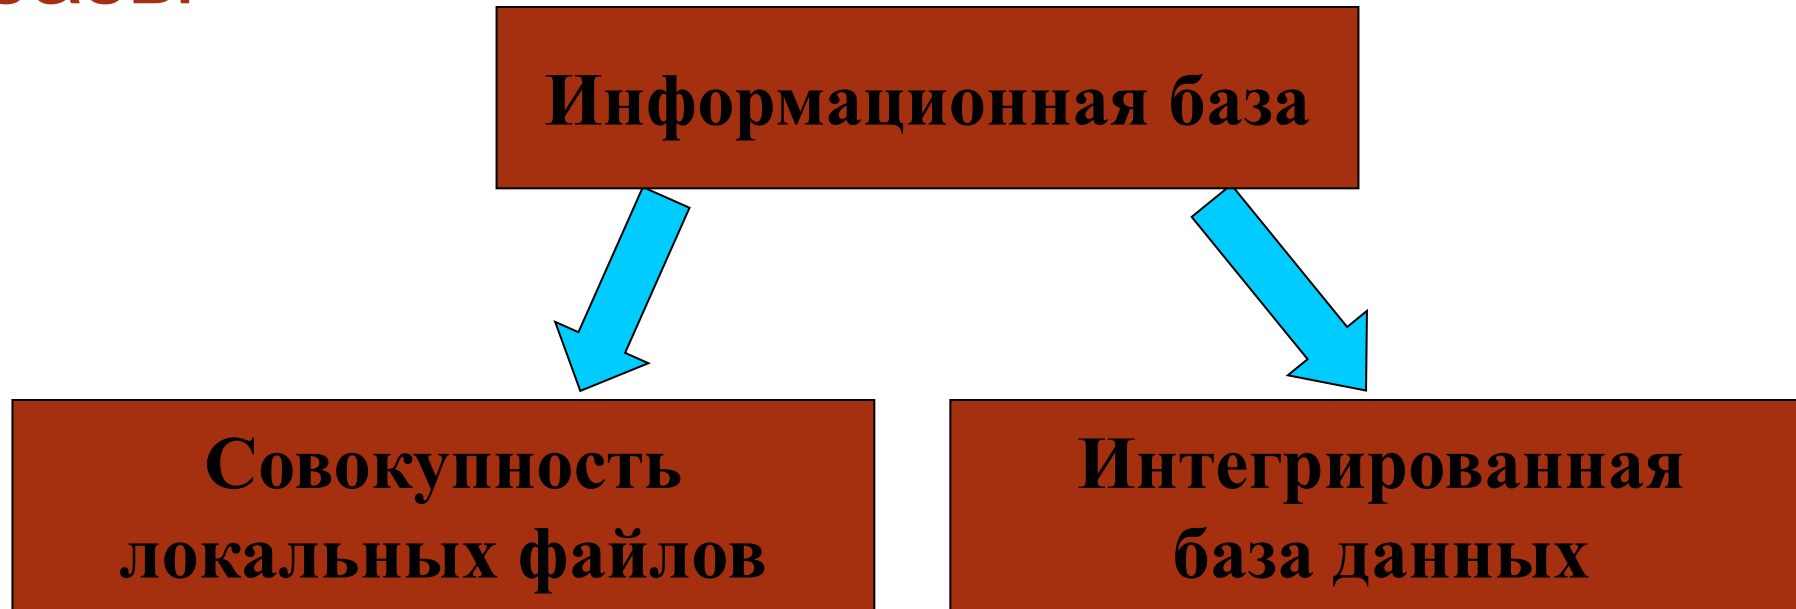 Информационная база
Совокупность
локальных файлов
Интегрированная
база данных